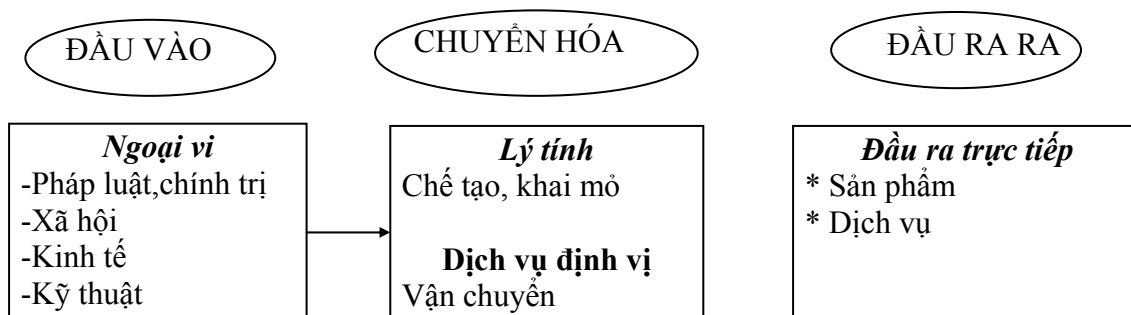 ĐẦU VÀO
CHUYỂN HÓA
ĐẦU RA RA
Ngoại vi
-Pháp luật,chính trị
-Xã hội
-Kinh tế
-Kỹ thuật
Lý tính
Chế tạo, khai mỏ
Dịch vụ định vị
Vận chuyển
Đầu ra trực tiếp
* Sản phẩm
* Dịch vụ